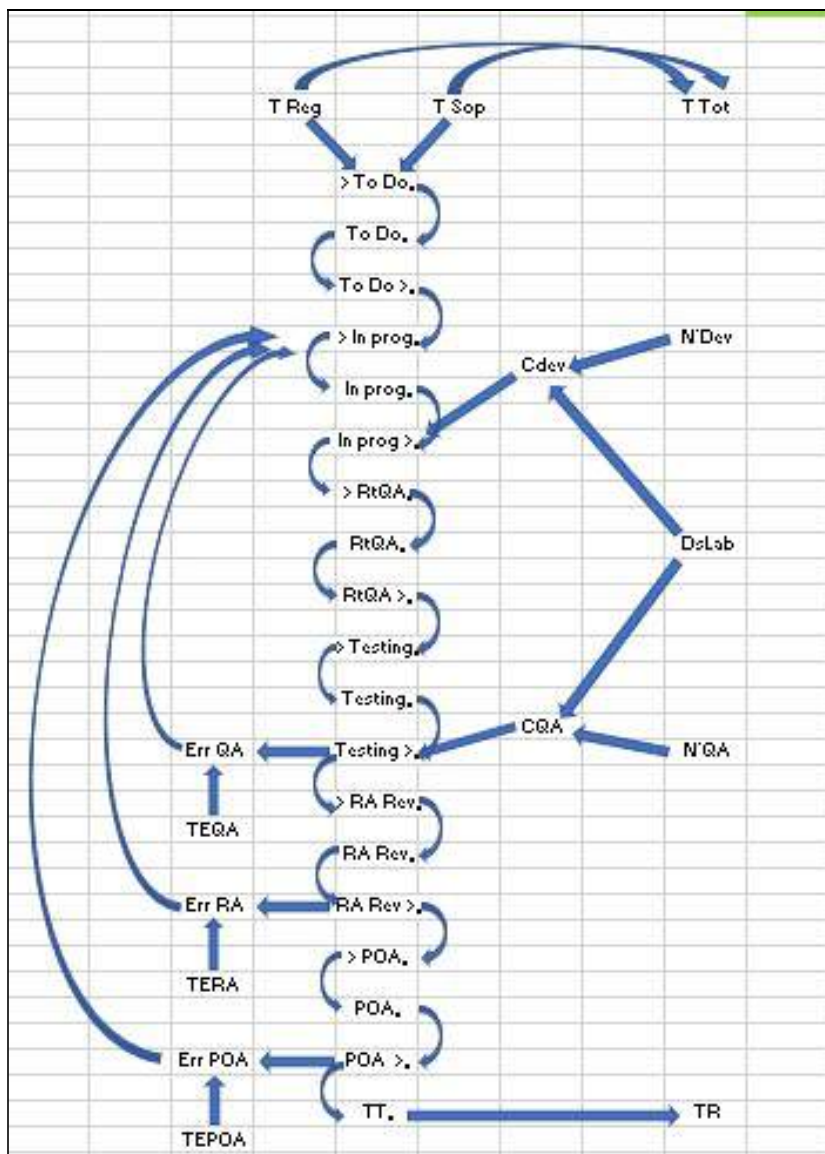 T Reg T Sop T Tot
> To Do.
To Do.
To Do >.
> In prog. N°Dev
Cdev
In prog.
In prog >.
> RtQA.
RtQA. DsLab
RtQA >.
> Testing.
Testing.
CQA
Err QA Testing >. N°QA
> RA Rev.
TEQA
RA Rev.
Err RA RA Rev >.
> POA.
TERA
POA.
Err POA POA >.
TT. TR
TEPOA